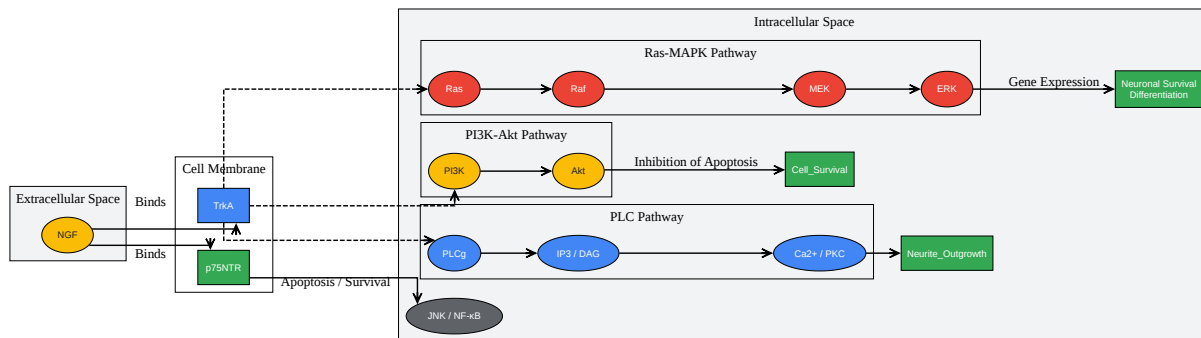 Intracellular Space
Ras-MAPK Pathway
Ras
Raf
MEK
ERK
Gene Expression
Neuronal Survival
Differentiation
PI3K-Akt Pathway
PI3K
Akt
Inhibition of Apoptosis
Cell_Survival
Cell Membrane
TrkA
Extracellular Space
NGF
Binds
Binds
p75NTR
PLC Pathway
PLCg
IP3 / DAG
Ca2+ / PKC
Neurite_Outgrowth
Apoptosis / Survival
JNK / NF-κB